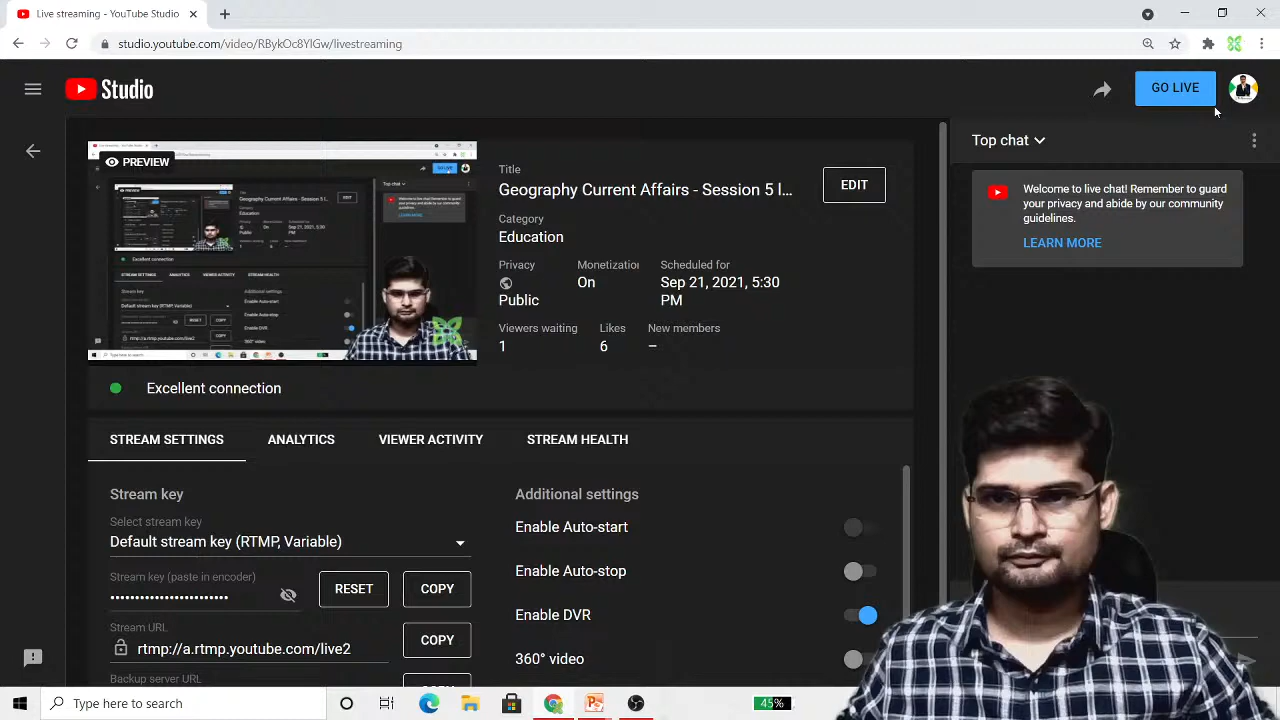 Live streaming - YouTube Studio
studio.youtube.com/video/RBykOc8YlGw/livestreaming
Studio
GO LIVE
PREVIEW
Title
Geography Current Affairs - Session 5 l...
EDIT
Category
Education
Privacy
Public
Monetization
On
Scheduled for
Sep 21, 2021, 5:30
PM
Viewers waiting
1
Likes
6
New members
–
Excellent connection
STREAM SETTINGS
ANALYTICS
VIEWER ACTIVITY
STREAM HEALTH
Stream key
Select stream key
Default stream key (RTMP, Variable)
Stream key (paste in encoder)
RESET
COPY
Stream URL
rtmp://a.rtmp.youtube.com/live2
COPY
Backup server URL
Additional settings
Enable Auto-start
Enable Auto-stop
Enable DVR
360° video
Top chat
Welcome to live chat! Remember to guard
your privacy and abide by our community
guidelines.
LEARN MORE
Type here to search
45%